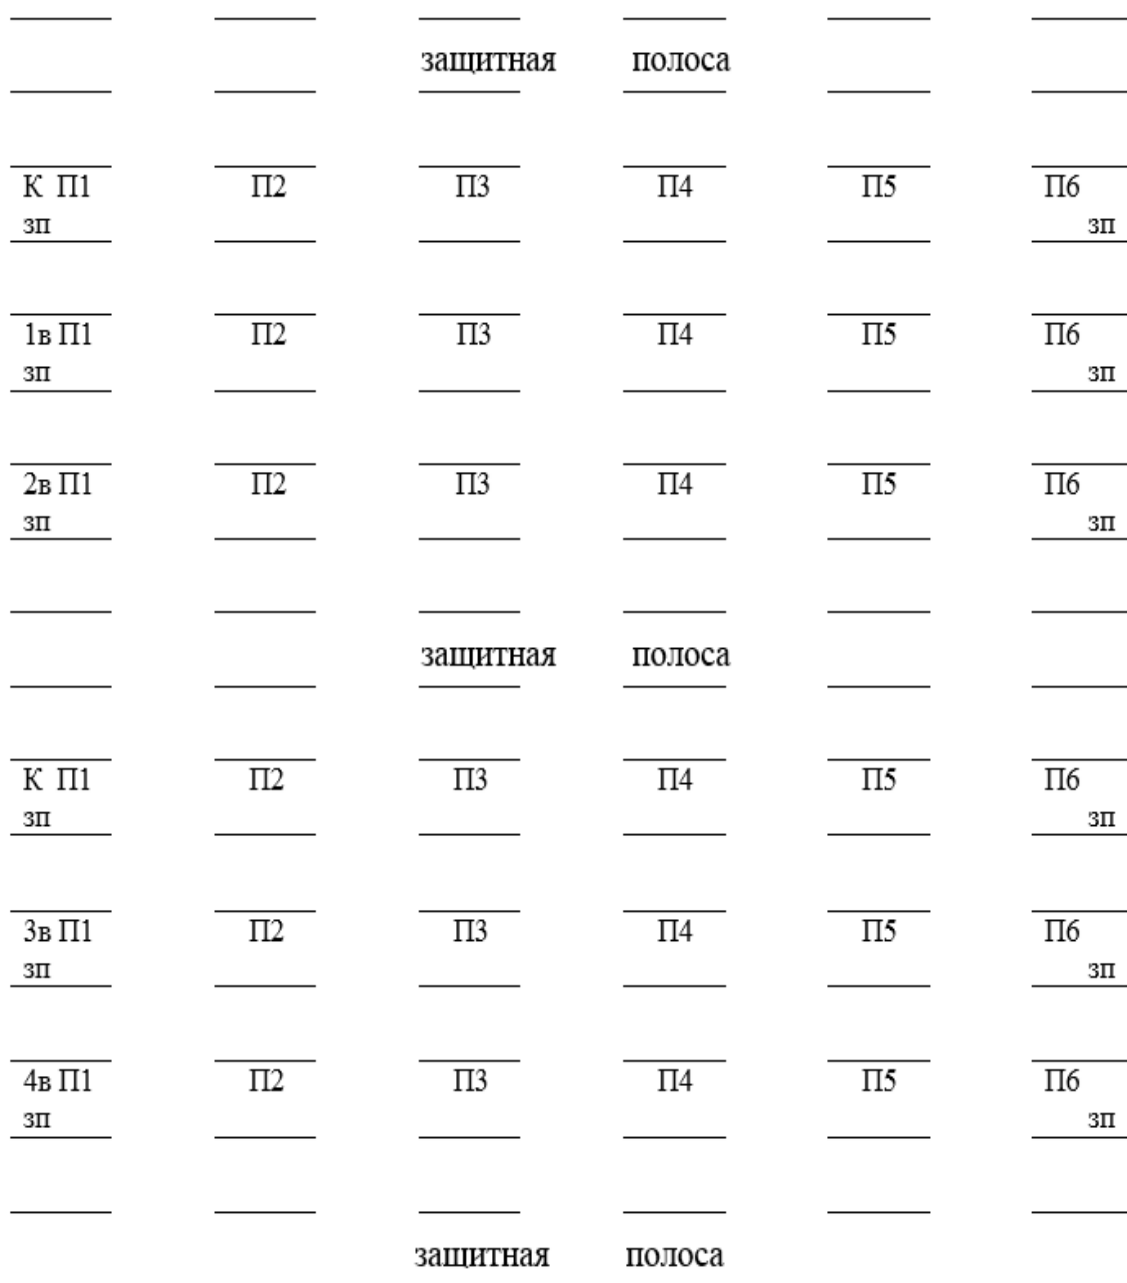 защитная полоса
К П1 П2 П3 П4 П5 П6
зп зп
1в П1 П2 П3 П4 П5 П6
зп зп
2в П1 П2 П3 П4 П5 П6
зп зп
защитная полоса
К П1 П2 П3 П4 П5 П6
зп зп
3в П1 П2 П3 П4 П5 П6
зп зп
4в П1 П2 П3 П4 П5 П6
зп зп
защитная полоса